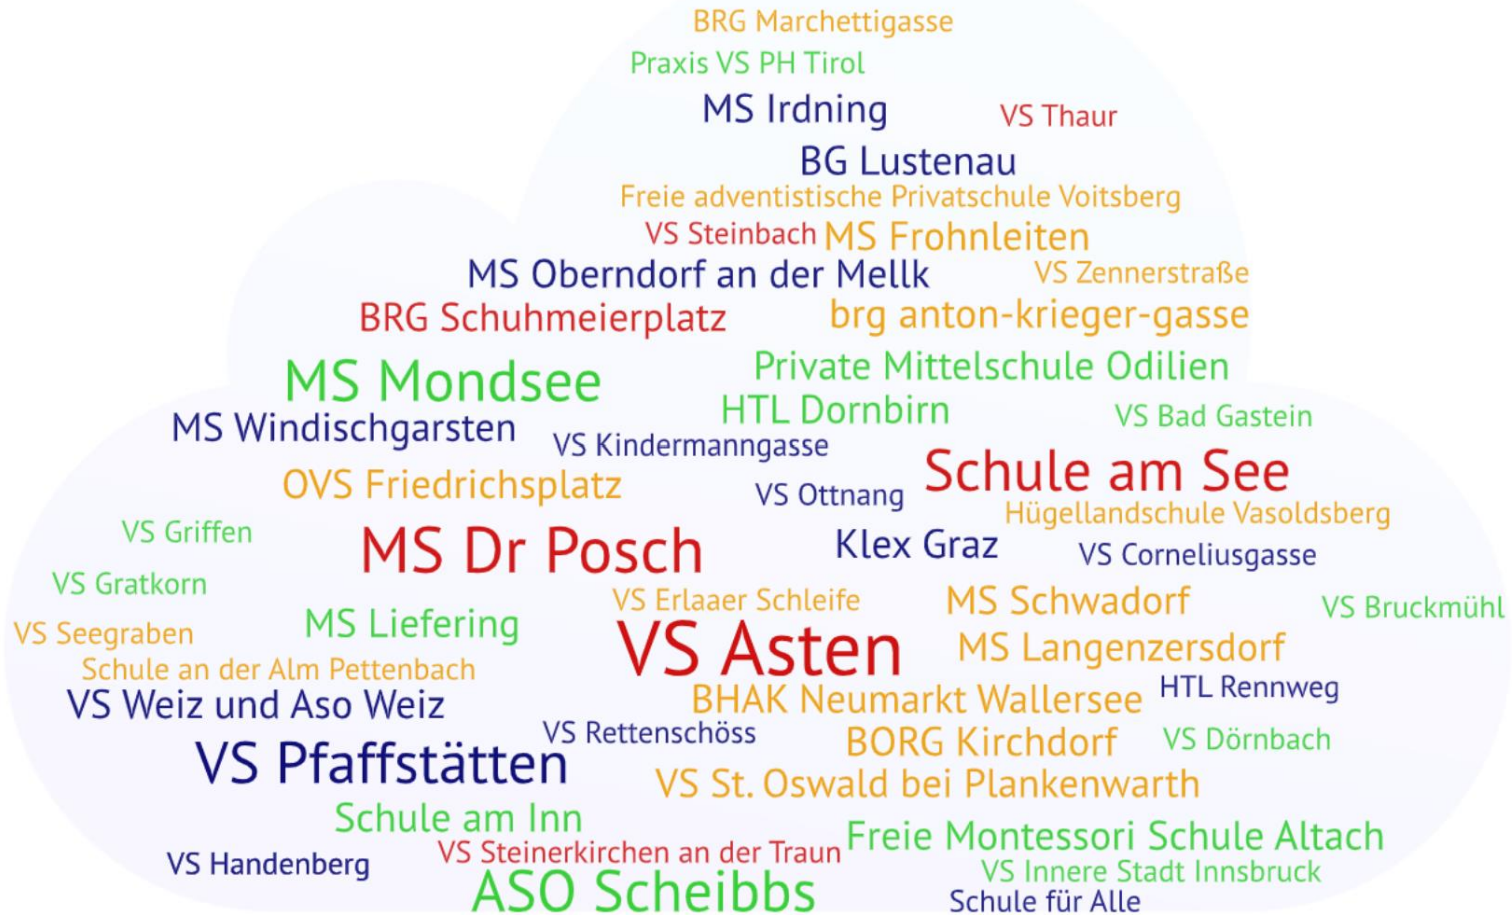 BRG Marchettigasse
Praxis VS PH Tirol
MS Irdning
VS Thaur
BG Lustenau
Freie adventistische Privatschule Voitsberg
VS Steinbach
MS Frohnleiten
MS Oberndorf an der Mellk
VS Zennerstraße
BRG Schuhmeierplatz
brg anton-krieger-gasse
MS Mondsee
Private Mittelschule Odilien
HTL Dornbirn
VS Bad Gastein
MS Windischgarsten
VS Kindermanngasse
Schule am See
OVS Friedrichsplatz
VS Ottnang
Hügellandschule Vasoldsberg
VS Griffen
MS Dr Posch
Klex Graz
VS Corneliusgasse
VS Gratkorn
VS Erlaaer Schleife
MS Schwadorf
VS Bruckmühl
VS Seegraben
MS Liefering
VS Asten
MS Langenzersdorf
Schule an der Alm Pettenbach
VS Weiz und Aso Weiz
BHAK Neumarkt Wallersee
HTL Rennweg
VS Rettenschöss
BORG Kirchdorf
VS Dörnbach
VS Pfaffstätten
VS St. Oswald bei Plankenwarth
Schule am Inn
Freie Montessori Schule Altach
VS Handenberg
VS Steinerkirchen an der Traun
VS Innere Stadt Innsbruck
ASO Scheibbs
Schule für Alle